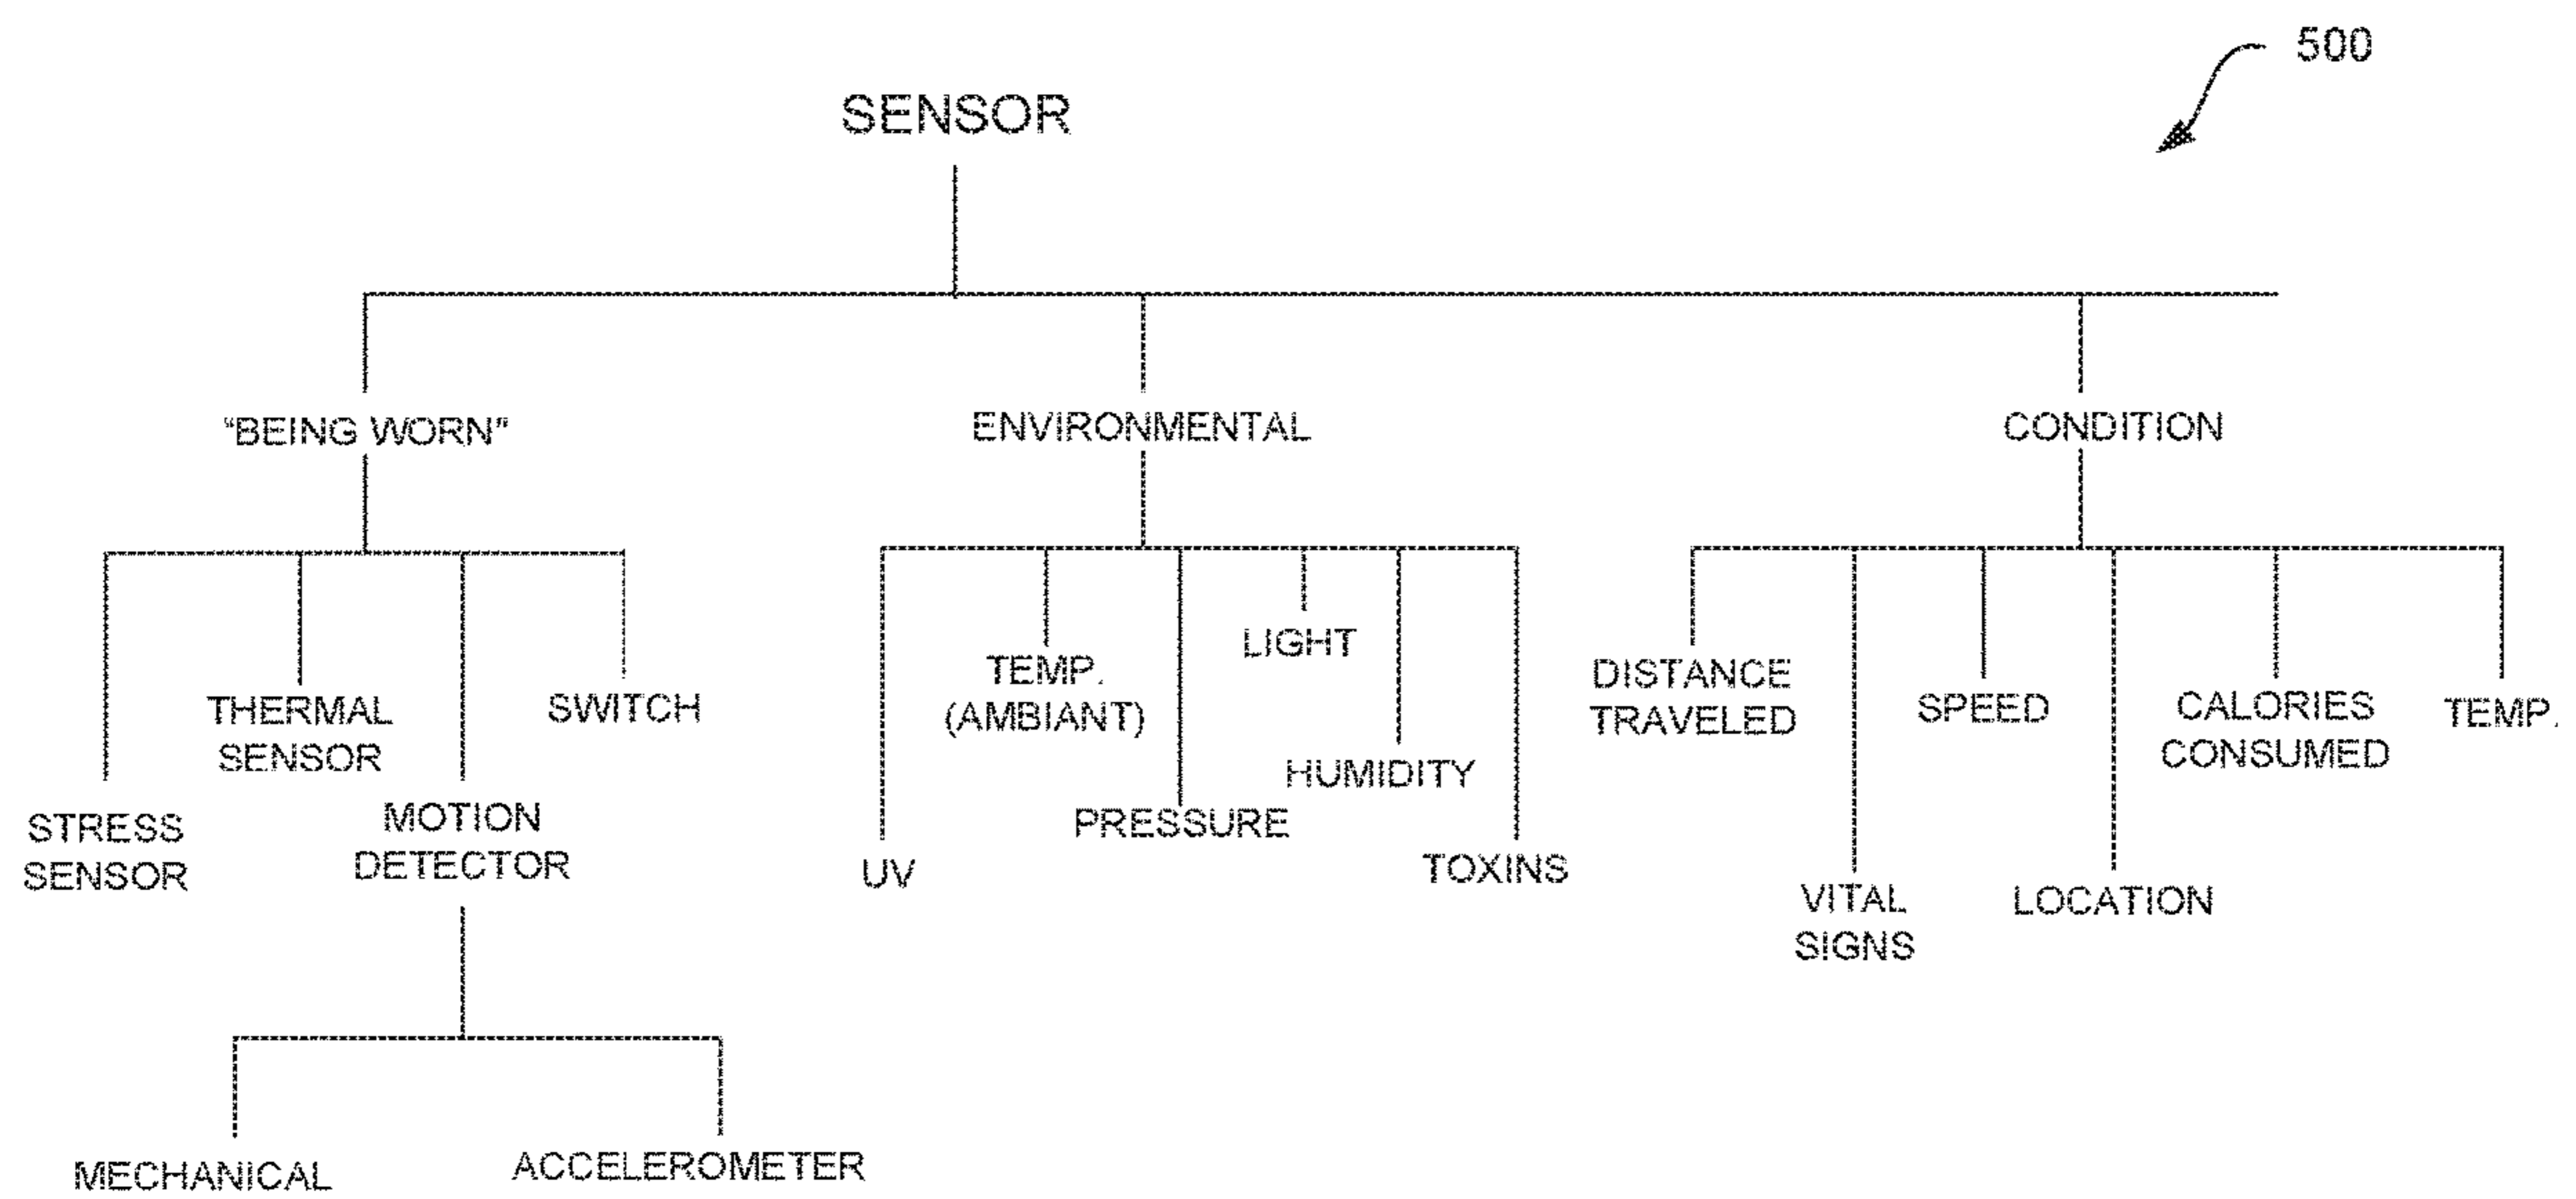 500
SENSOR
"BEING WORN"
ENVIRONMENTAL
CONDITION
STRESS
SENSOR
THERMAL
SENSOR
MOTION
DETECTOR
SWITCH
MECHANICAL
ACCELEROMETER
UV
TEMP.
(AMBIANT)
PRESSURE
LIGHT
HUMIDITY
TOXINS
DISTANCE
TRAVELED
VITAL
SIGNS
SPEED
LOCATION
CALORIES
CONSUMED
TEMP.